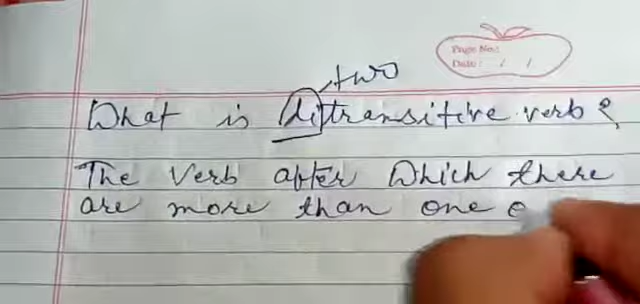 Page No.:
Date: / /
two
What is ditransitive verb?
The verb after which there
are more than one o